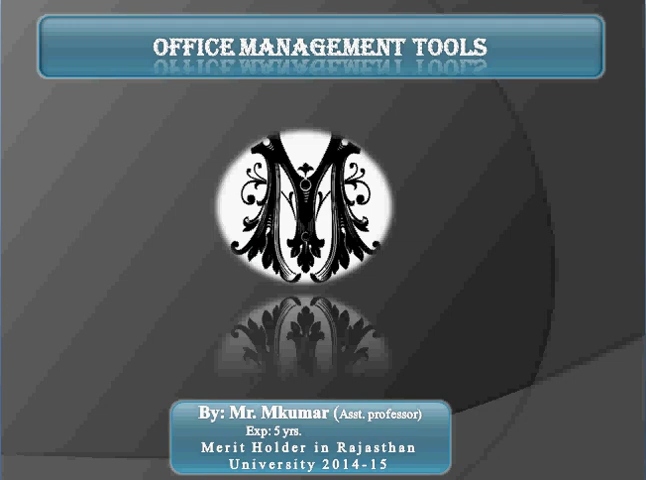 OFFICE MANAGEMENT TOOLS
M
By: Mr. Mkumar (Asst. professor)
Exp: 5 yrs.
Merit Holder in Rajasthan
University 2014-15